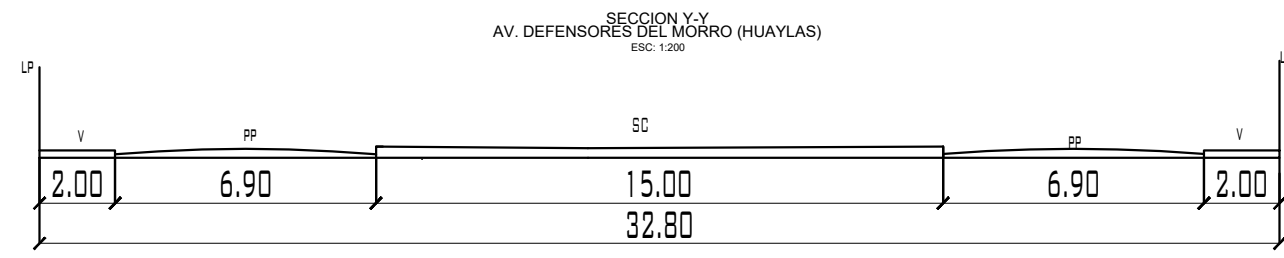 SECCION Y-Y
AV. DEFENSORES DEL MORRO (HUAYLAS)
ESC: 1:200
LP
V PP SC PP V
2.00 6.90 15.00 6.90 2.00
32.80